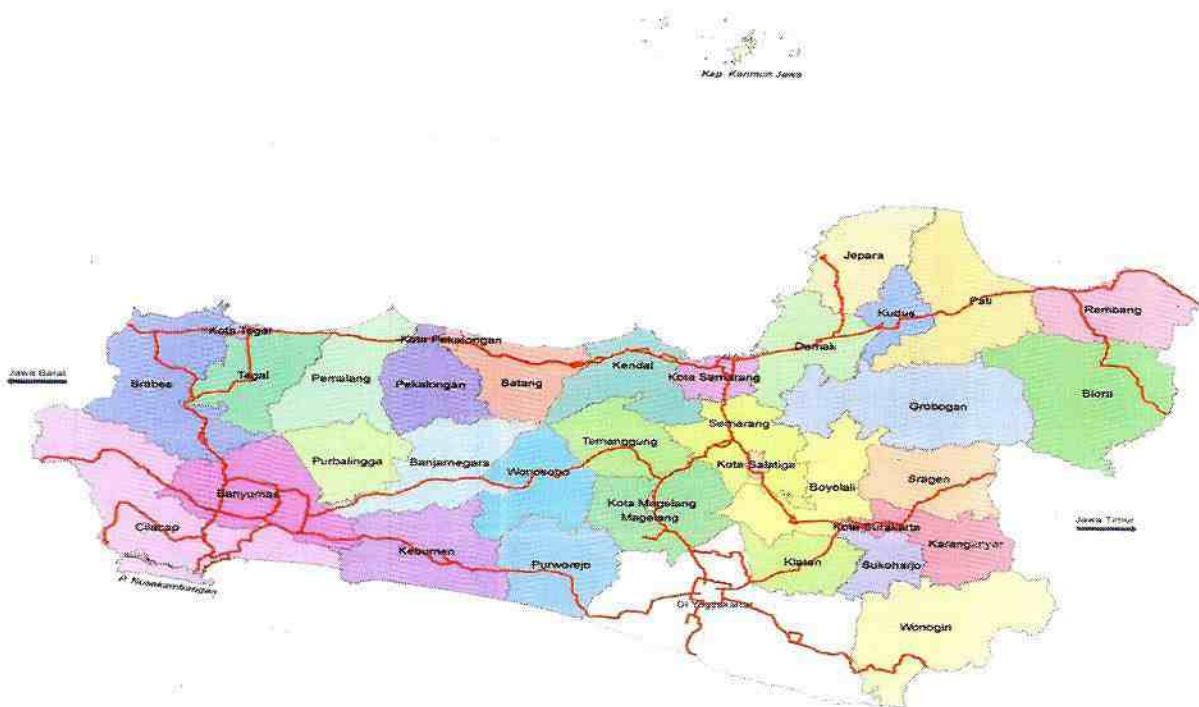 Kep. Karimun Jawa
Jepara
Pati
Kudus
Rembang
Kota Tegal
Kota Pekalongan
Demak
Kendal
Kota Semarang
Jawa Barat
Brebes
Tegal
Pemalang
Pekalongan
Batang
Blora
Grobogan
Semarang
Temanggung
Purbalingga
Banjarnegara
Wonosobo
Kota Salatiga
Boyolali
Sragen
Banyumas
Kota Magelang
Magelang
Cilacap
Kota Surakarta
Jawa Timur
Karanganyar
Kebumen
Purworejo
Klaten
Sukoharjo
P. Nusakambangan
DI Yogyakarta
Wonogiri